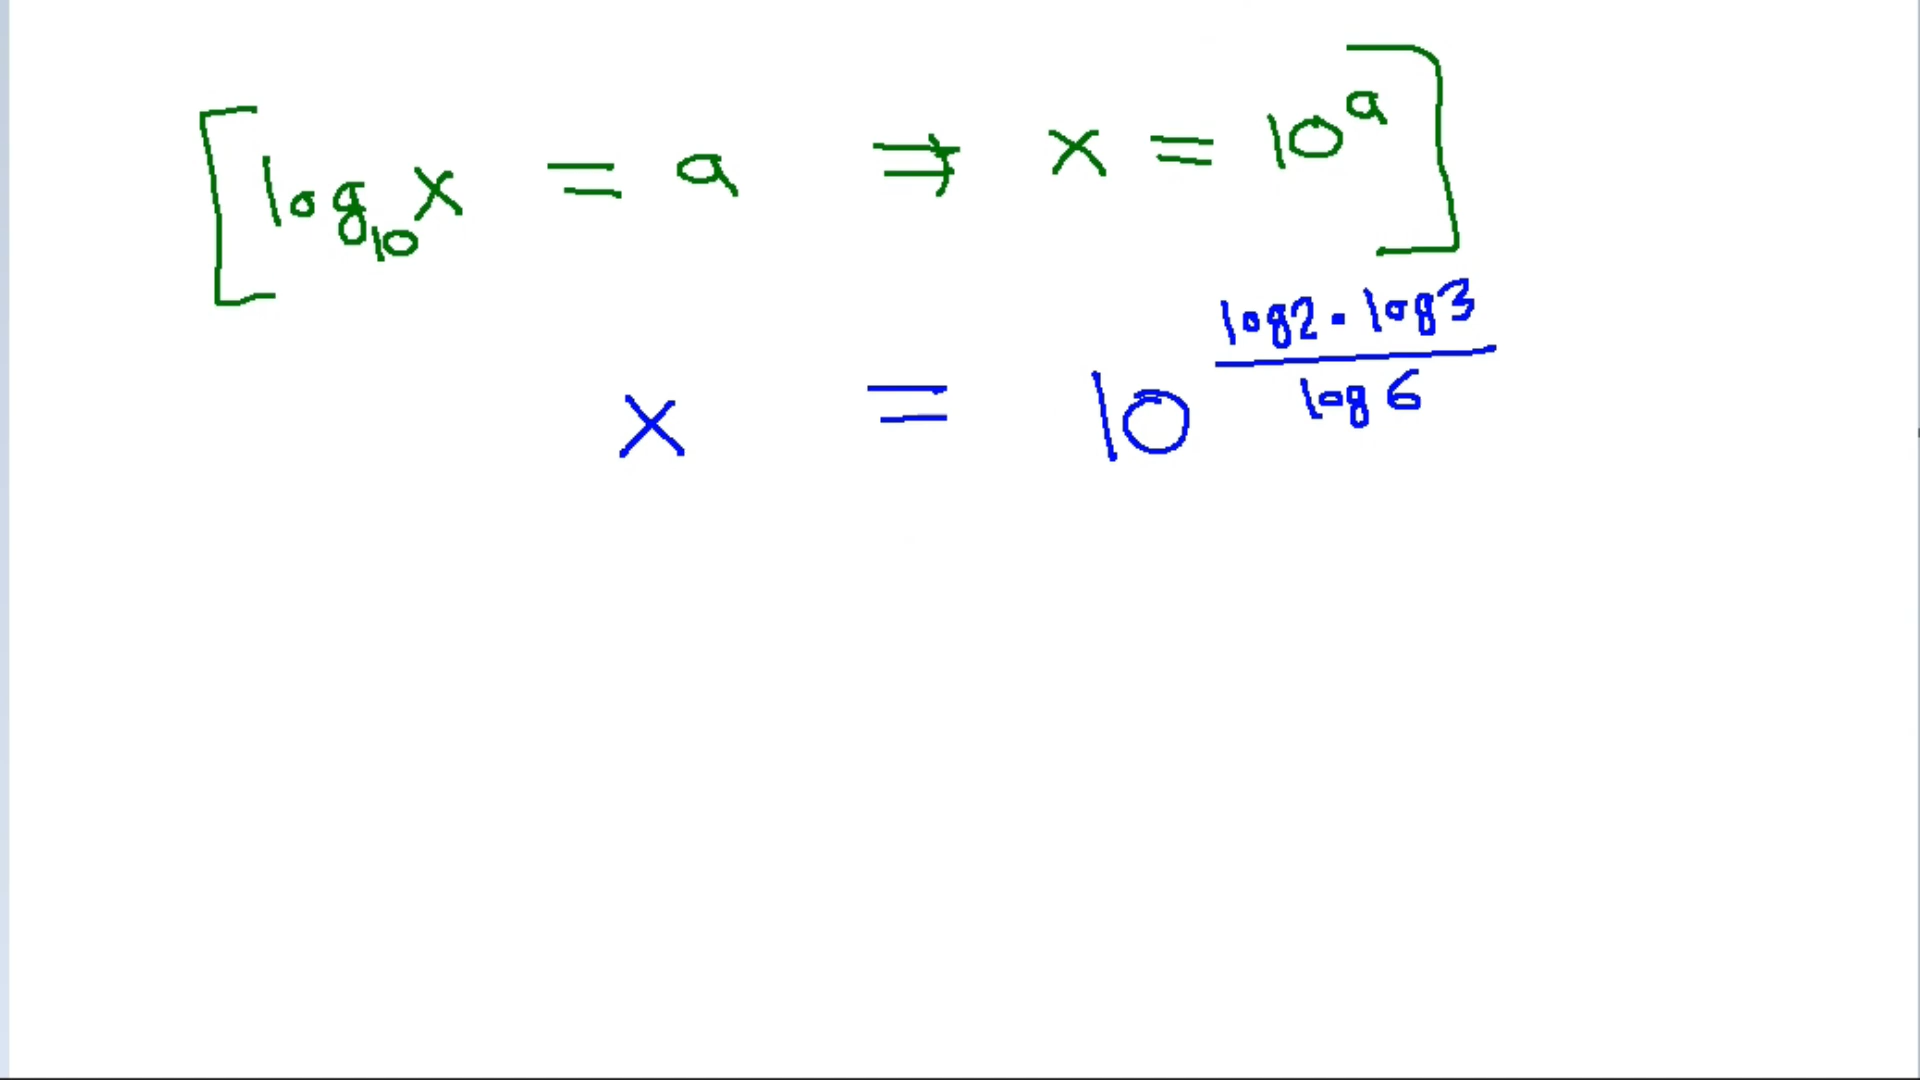 [log₁₀x = a ⇒ x = 10ᵃ]
x = 10^((log2·log3)/(log6))